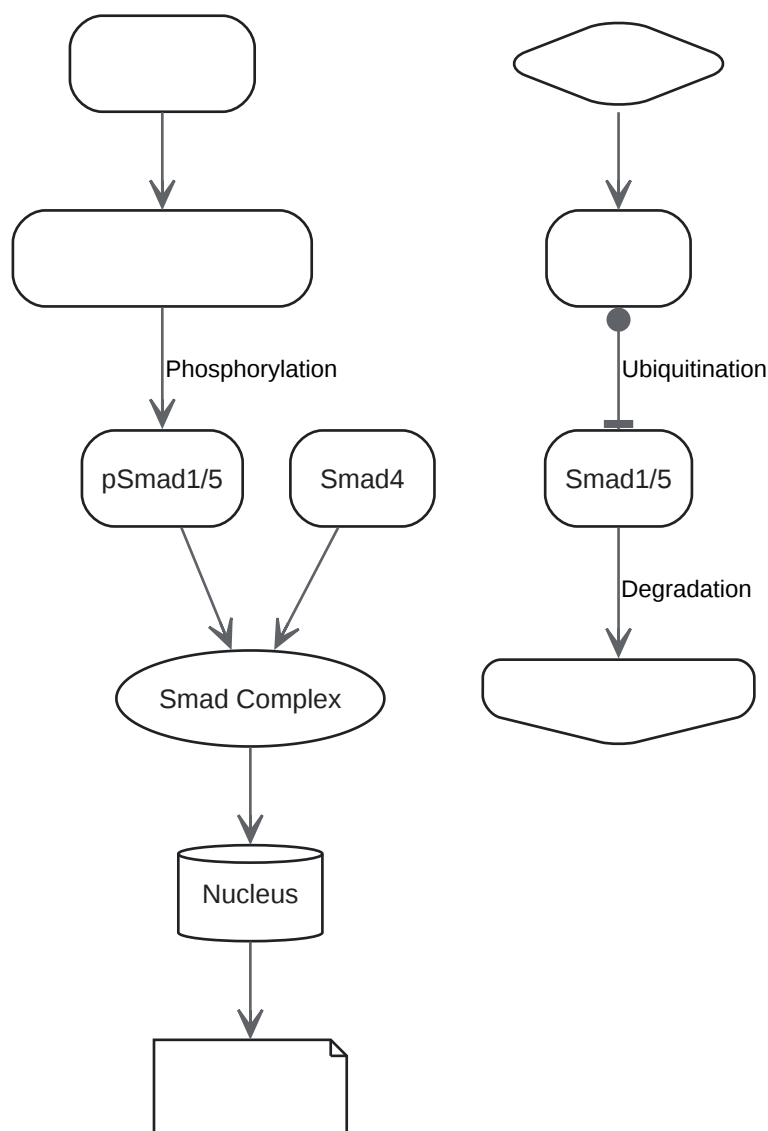 Phosphorylation
Ubiquitination
pSmad1/5
Smad4
Smad1/5
Degradation
Smad Complex
Nucleus